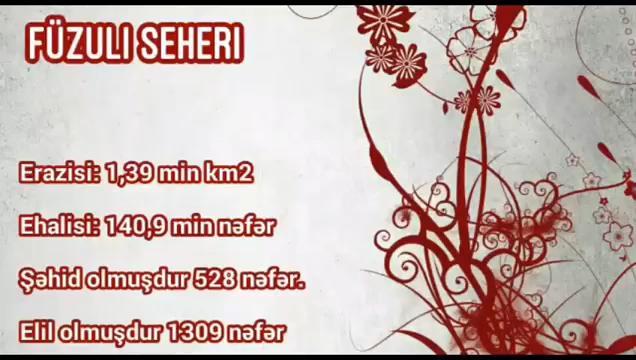 FÜZULI SEHERI
Erazisi: 1,39 min km2
Ehalisi: 140,9 min nəfər
Şəhid olmuşdur 528 nəfər.
Elil olmuşdur 1309 nəfər